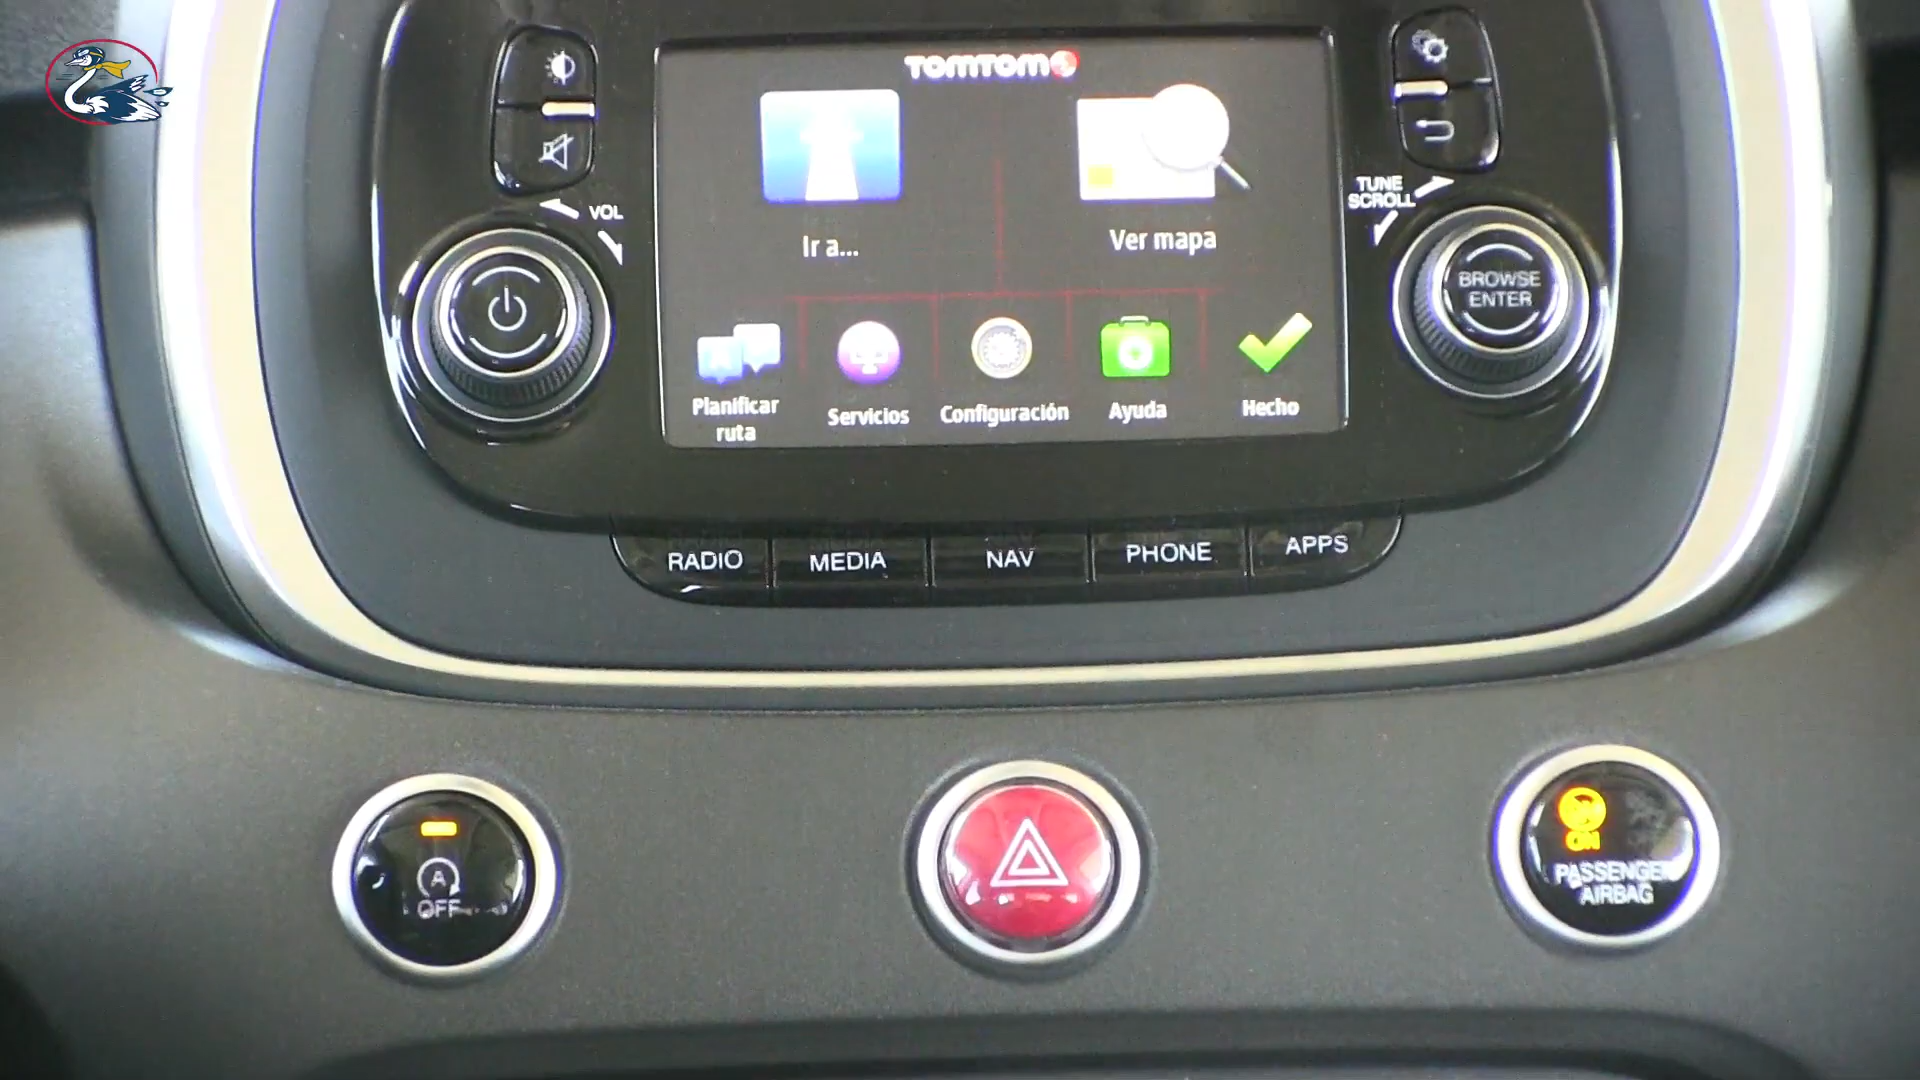 TOMTOM
VOL
TUNE
SCROLL
Ir a...
Ver mapa
BROWSE
ENTER
Planificar
ruta
Servicios
Configuración
Ayuda
Hecho
RADIO
MEDIA
NAV
PHONE
APPS
A
OFF
ON
PASSENGER
AIRBAG